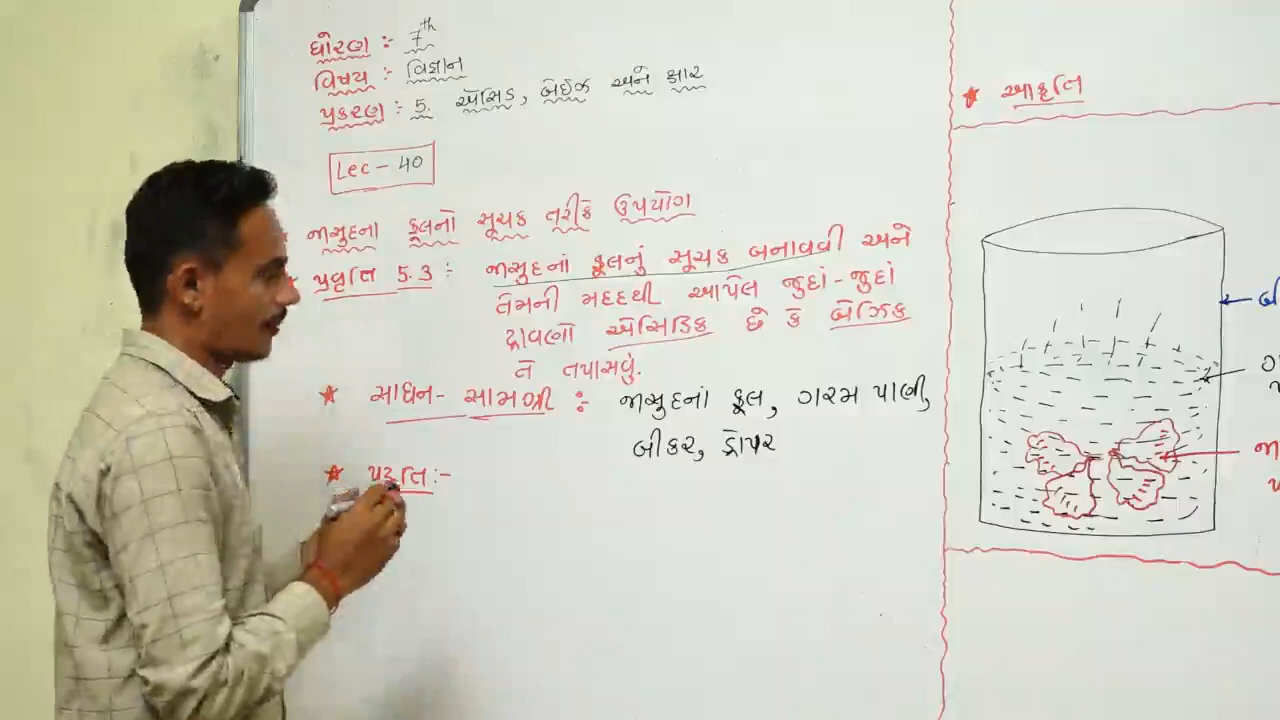 ધોરણ :- 7th
વિષય :- વિજ્ઞાન
પ્રકરણ :- 5. એસિડ, બેઈઝ અને ક્ષાર
Lec - 40
જાસુદના ફૂલનો સૂચક તરીકે ઉપયોગ
પ્રવૃત્તિ 5.3 :- જાસુદનાં ફૂલનું સૂચક બનાવવી અને
તેમની મદદથી આપેલ જુદાં-જુદાં
દ્રાવણો એસિડિક છે કે બેઝિક
તે તપાસવું.
* સાધન- સામગ્રી :- જાસુદનાં ફૂલ, ગરમ પાણી,
બીકર, ડ્રોપર
* પદ્ધતિ:-
* આકૃતિ
બી
ગ
જા